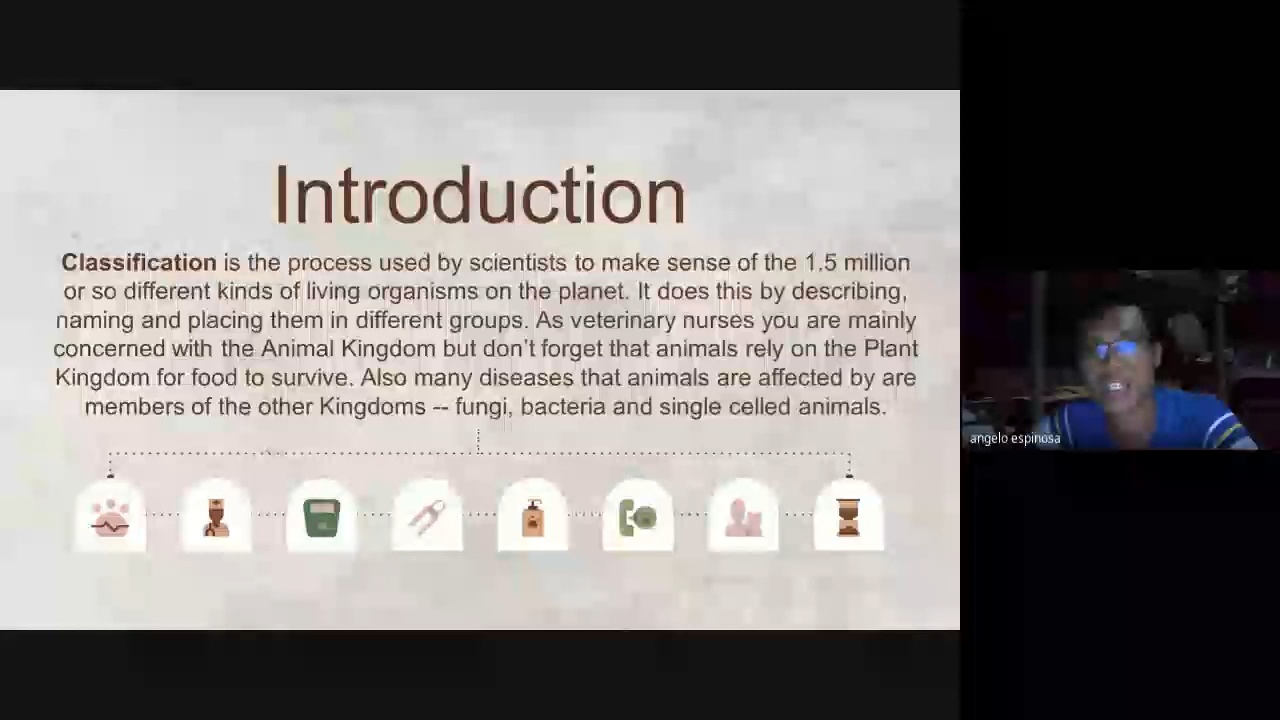 Introduction
Classification is the process used by scientists to make sense of the 1.5 million
or so different kinds of living organisms on the planet. It does this by describing,
naming and placing them in different groups. As veterinary nurses you are mainly
concerned with the Animal Kingdom but don't forget that animals rely on the Plant
Kingdom for food to survive. Also many diseases that animals are affected by are
members of the other Kingdoms -- fungi, bacteria and single celled animals.
angelo espinosa